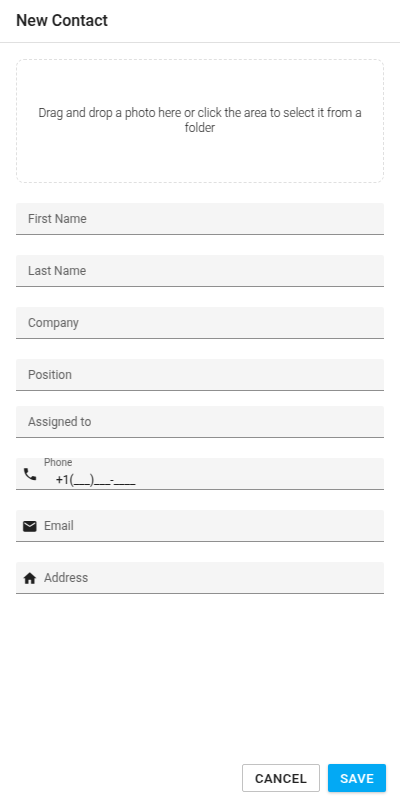 New Contact
Drag and drop a photo here or click the area to select it from a
folder
First Name
Last Name
Company
Position
Assigned to
Phone
+1(___)___-____
Email
Address
CANCEL
SAVE